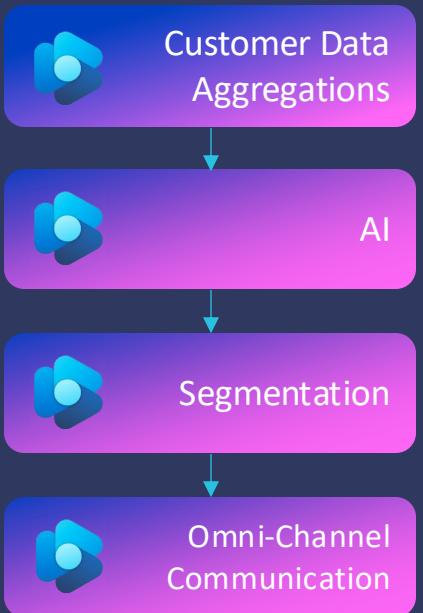 Customer Data
Aggregations
AI
Segmentation
Omni-Channel
Communication